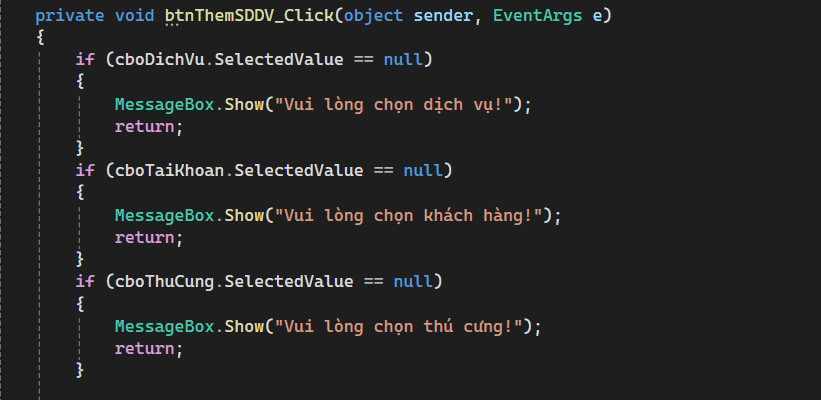 private void btnThemSDDV_Click(object sender, EventArgs e)
{
if (cboDichVu.SelectedValue == null)
{
MessageBox.Show("Vui lòng chọn dịch vụ!");
return;
}
if (cboTaiKhoan.SelectedValue == null)
{
MessageBox.Show("Vui lòng chọn khách hàng!");
return;
}
if (cboThuCung.SelectedValue == null)
{
MessageBox.Show("Vui lòng chọn thú cưng!");
return;
}